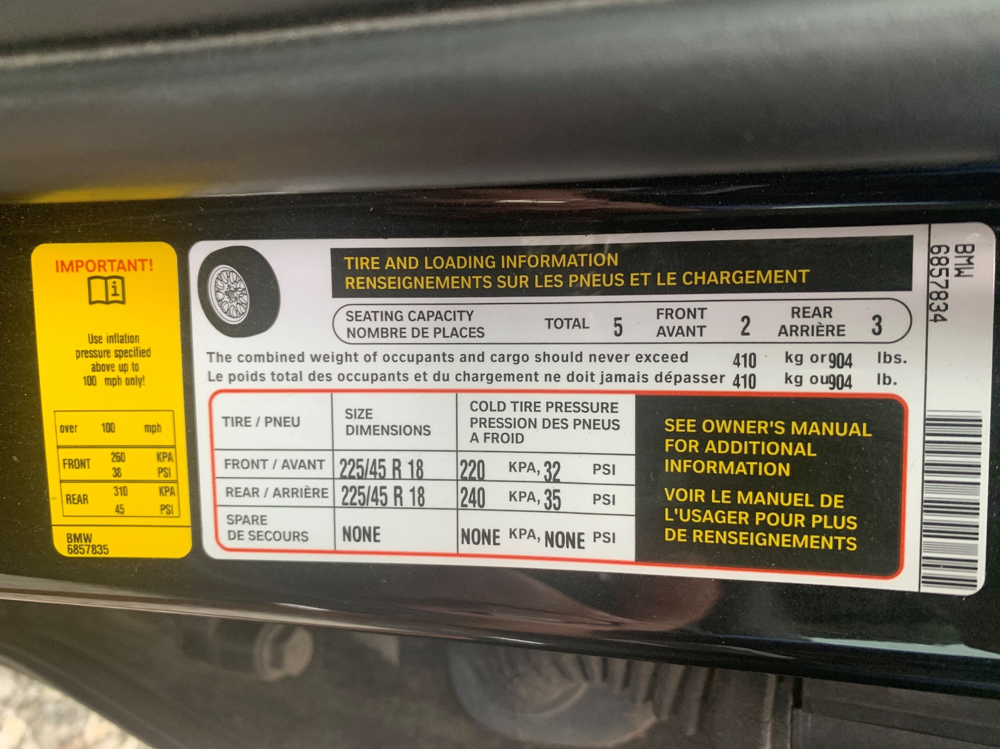 IMPORTANT!
i
Use inflation
pressure specified
above up to
100 mph only!
over 100 mph
FRONT 260 KPA
38 PSI
REAR 310 KPA
45 PSI
BMW
6857835
TIRE AND LOADING INFORMATION
RENSEIGNEMENTS SUR LES PNEUS ET LE CHARGEMENT
SEATING CAPACITY
NOMBRE DE PLACES
TOTAL 5
FRONT
AVANT 2
REAR
ARRIÈRE 3
The combined weight of occupants and cargo should never exceed 410 kg or 904 lbs.
Le poids total des occupants et du chargement ne doit jamais dépasser 410 kg ou 904 lb.
TIRE / PNEU
SIZE
DIMENSIONS
COLD TIRE PRESSURE
PRESSION DES PNEUS
A FROID
FRONT / AVANT 225/45 R 18 220 KPA, 32 PSI
REAR / ARRIÈRE 225/45 R 18 240 KPA, 35 PSI
SPARE
DE SECOURS NONE NONE KPA, NONE PSI
SEE OWNER'S MANUAL
FOR ADDITIONAL
INFORMATION
VOIR LE MANUEL DE
L'USAGER POUR PLUS
DE RENSEIGNEMENTS
BMW
6857834